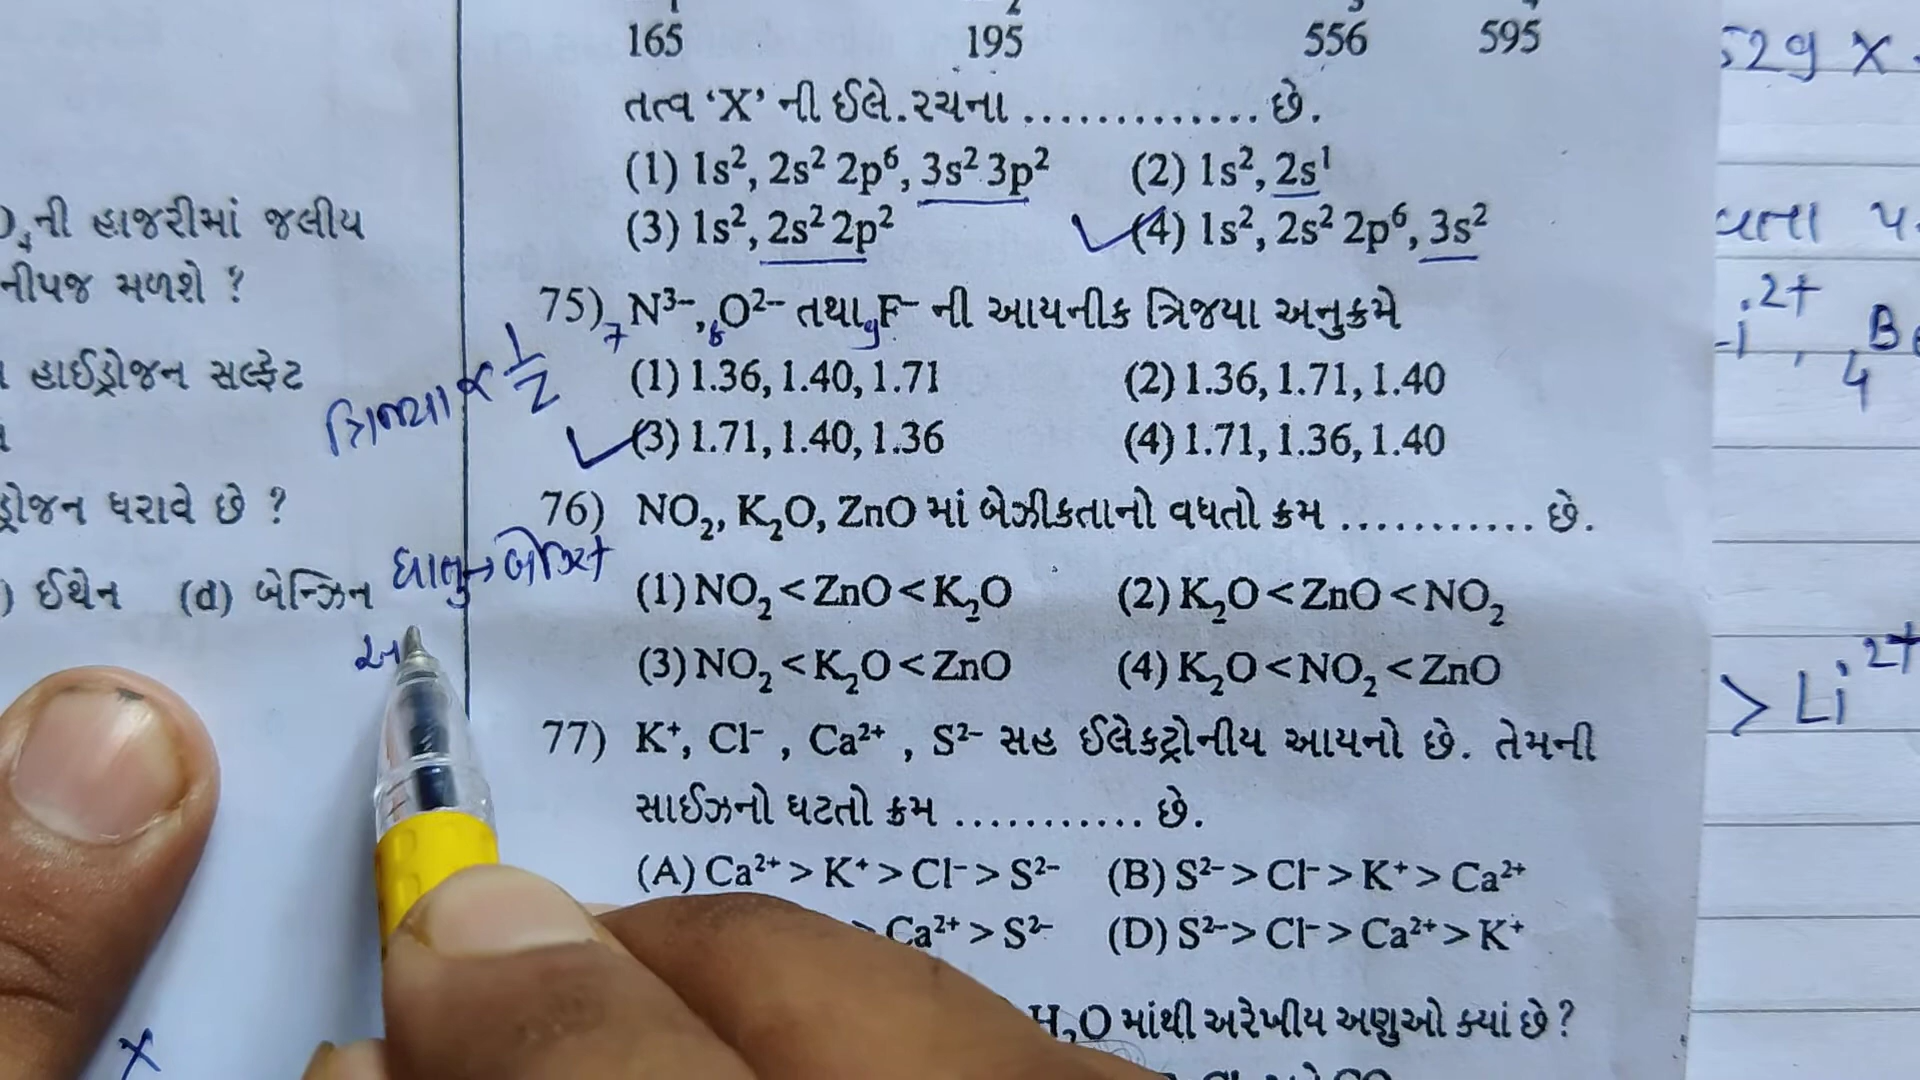 165 195 556 595
તત્વ ‘X’ ની ઈલે.રચના ............. છે.
(1) 1s², 2s² 2p⁶, 3s² 3p² (2) 1s², 2s¹
(3) 1s², 2s² 2p² (4) 1s², 2s² 2p⁶, 3s²
75) ₇N³⁻, ₈O²⁻ તથા ₉F⁻ ની આયનીક ત્રિજયા અનુક્રમે
(1) 1.36, 1.40, 1.71 (2) 1.36, 1.71, 1.40
(3) 1.71, 1.40, 1.36 (4) 1.71, 1.36, 1.40
76) NO₂, K₂O, ZnO માં બેઝીકતાનો વધતો ક્રમ ........... છે.
(1) NO₂ < ZnO < K₂O (2) K₂O < ZnO < NO₂
(3) NO₂ < K₂O < ZnO (4) K₂O < NO₂ < ZnO
77) K⁺, Cl⁻ , Ca²⁺ , S²⁻ સહ ઈલેક્ટ્રોનીય આયનો છે. તેમની
સાઈઝનો ઘટતો ક્રમ ........... છે.
(A) Ca²⁺ > K⁺ > Cl⁻ > S²⁻ (B) S²⁻ > Cl⁻ > K⁺ > Ca²⁺
> Ca²⁺ > S²⁻ (D) S²⁻ > Cl⁻ > Ca²⁺ > K⁺
H₂O માંથી અરેખીય અણુઓ ક્યાં છે ?
ની હાજરીમાં જલીય
નીપજ મળશે ?
હાઈડ્રોજન સલ્ફેટ
ડ્રોજન ધરાવે છે ?
) ઈથેન (d) બેન્ઝિન
ત્રિજ્યા ∝ 1/Z
ધાતુ → બેઝિક
X
529 X
2+
4 Be
> Li²⁺